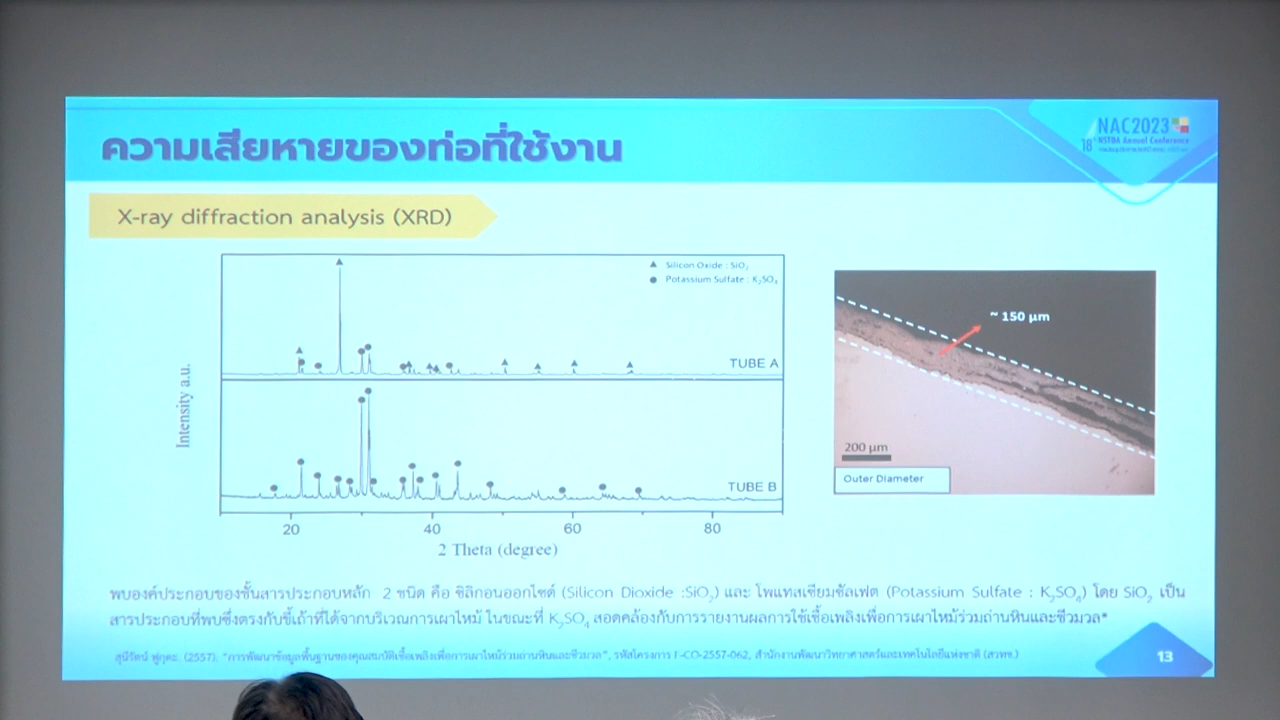 ความเสียหายของท่อที่ใช้งาน
NAC2023
18th NSTDA Annual Conference
X-ray diffraction analysis (XRD)
Silicon Oxide : SiO₂
Potassium Sulfate : K₂SO₄
TUBE A
TUBE B
Intensity a.u.
20 40 60 80
2 Theta (degree)
~ 150 µm
200 µm
Outer Diameter
พบองค์ประกอบของชั้นสารประกอบหลัก 2 ชนิด คือ ซิลิกอนออกไซด์ (Silicon Dioxide :SiO₂) และ โพแทสเซียมซัลเฟต (Potassium Sulfate : K₂SO₄) โดย SiO₂ เป็น
สารประกอบที่พบซึ่งตรงกับขี้เถ้าที่ได้จากบริเวณการเผาไหม้ ในขณะที่ K₂SO₄ สอดคล้องกับการรายงานผลการใช้เชื้อเพลิงเพื่อการเผาไหม้ร่วมถ่านหินและชีวมวล*
สุนีรัตน์ ฟูกุดะ. (2557). "การพัฒนาข้อมูลพื้นฐานของคุณสมบัติเชื้อเพลิงเพื่อการเผาไหม้ร่วมถ่านหินและชีวมวล", รหัสโครงการ F-CO-2557-062, สำนักงานพัฒนาวิทยาศาสตร์และเทคโนโลยีแห่งชาติ (สวทช.)
13